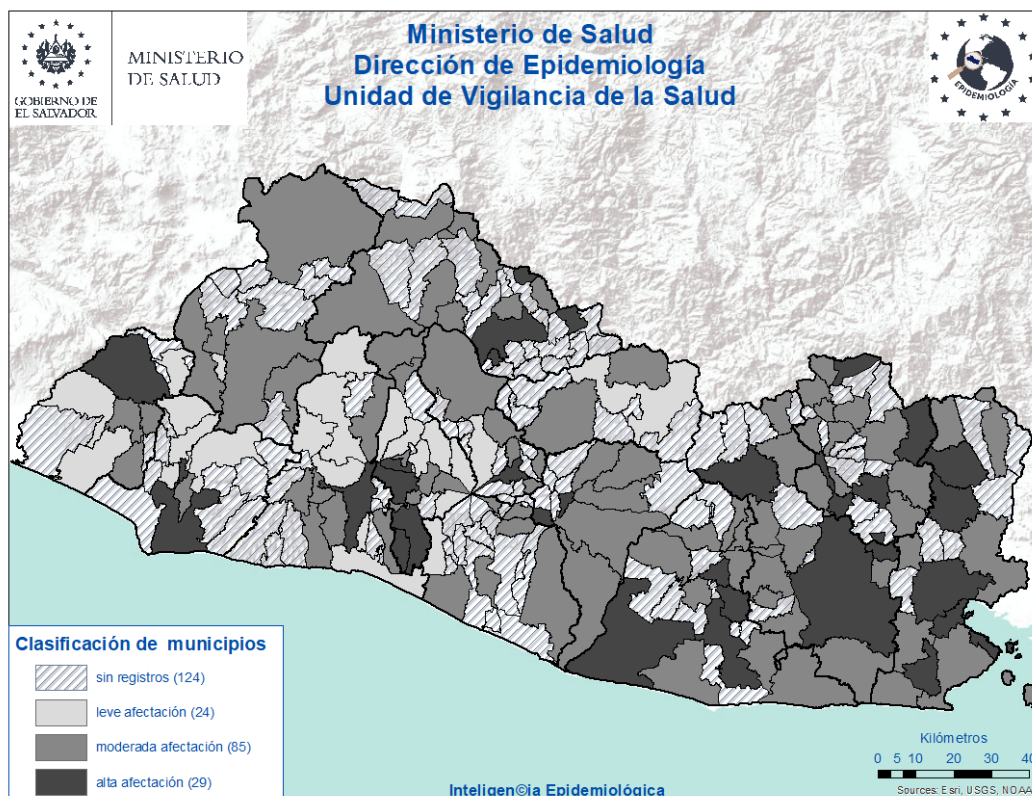 GOBIERNO DE
EL SALVADOR
MINISTERIO
DE SALUD
Ministerio de Salud
Dirección de Epidemiología
Unidad de Vigilancia de la Salud
EPIDEMIOLOGÍA
Clasificación de municipios
sin registros (124)
leve afectación (24)
moderada afectación (85)
alta afectación (29)
Kilómetros
0 5 10 20 30 40
Sources: Esri, USGS, NOAA
Inteligen©ia Epidemiológica